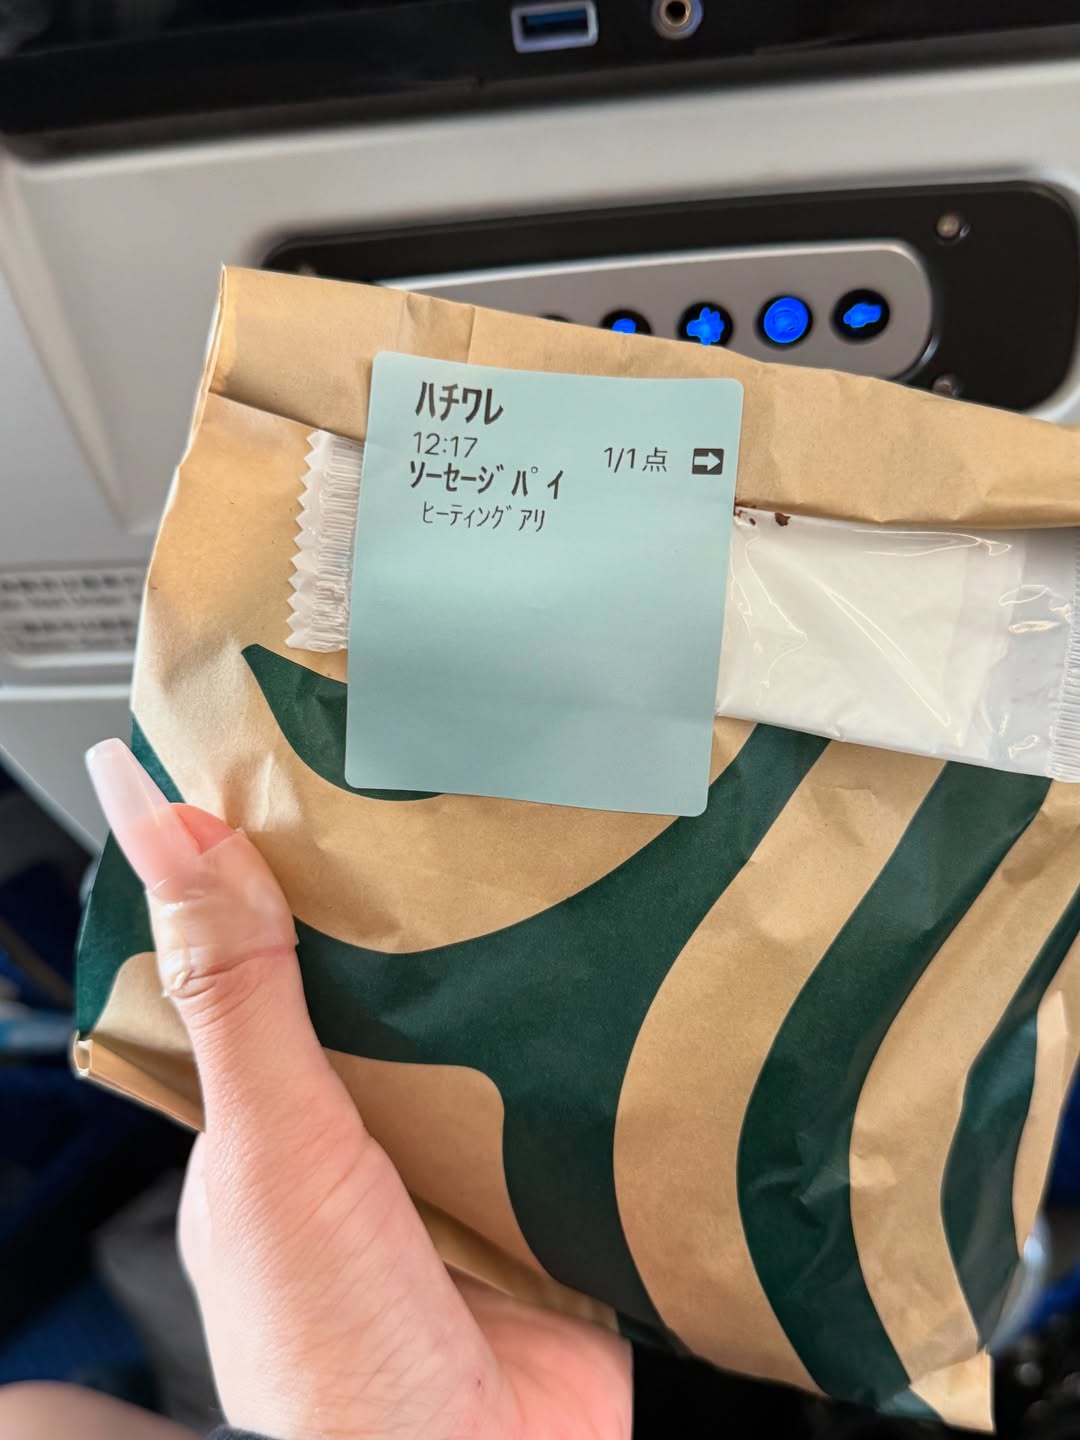 ハチワレ
12:17
1/1点 ➡
ソーセージパイ
ヒーティングアリ